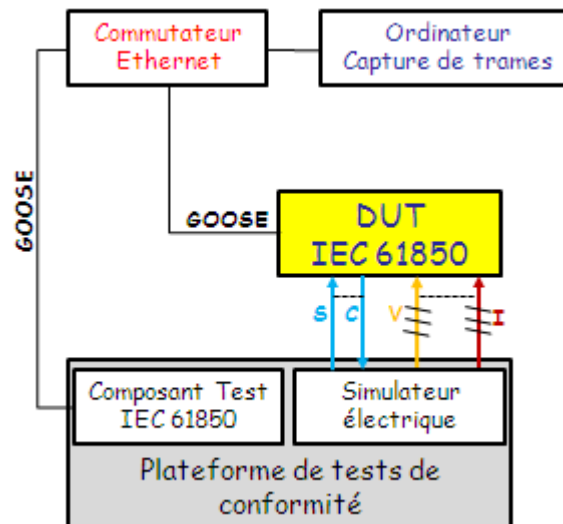 Commutateur
Ethernet
Ordinateur
Capture de trames
GOOSE
GOOSE
DUT
IEC 61850
S
C
V
I
Composant Test
IEC 61850
Simulateur
électrique
Plateforme de tests de
conformité